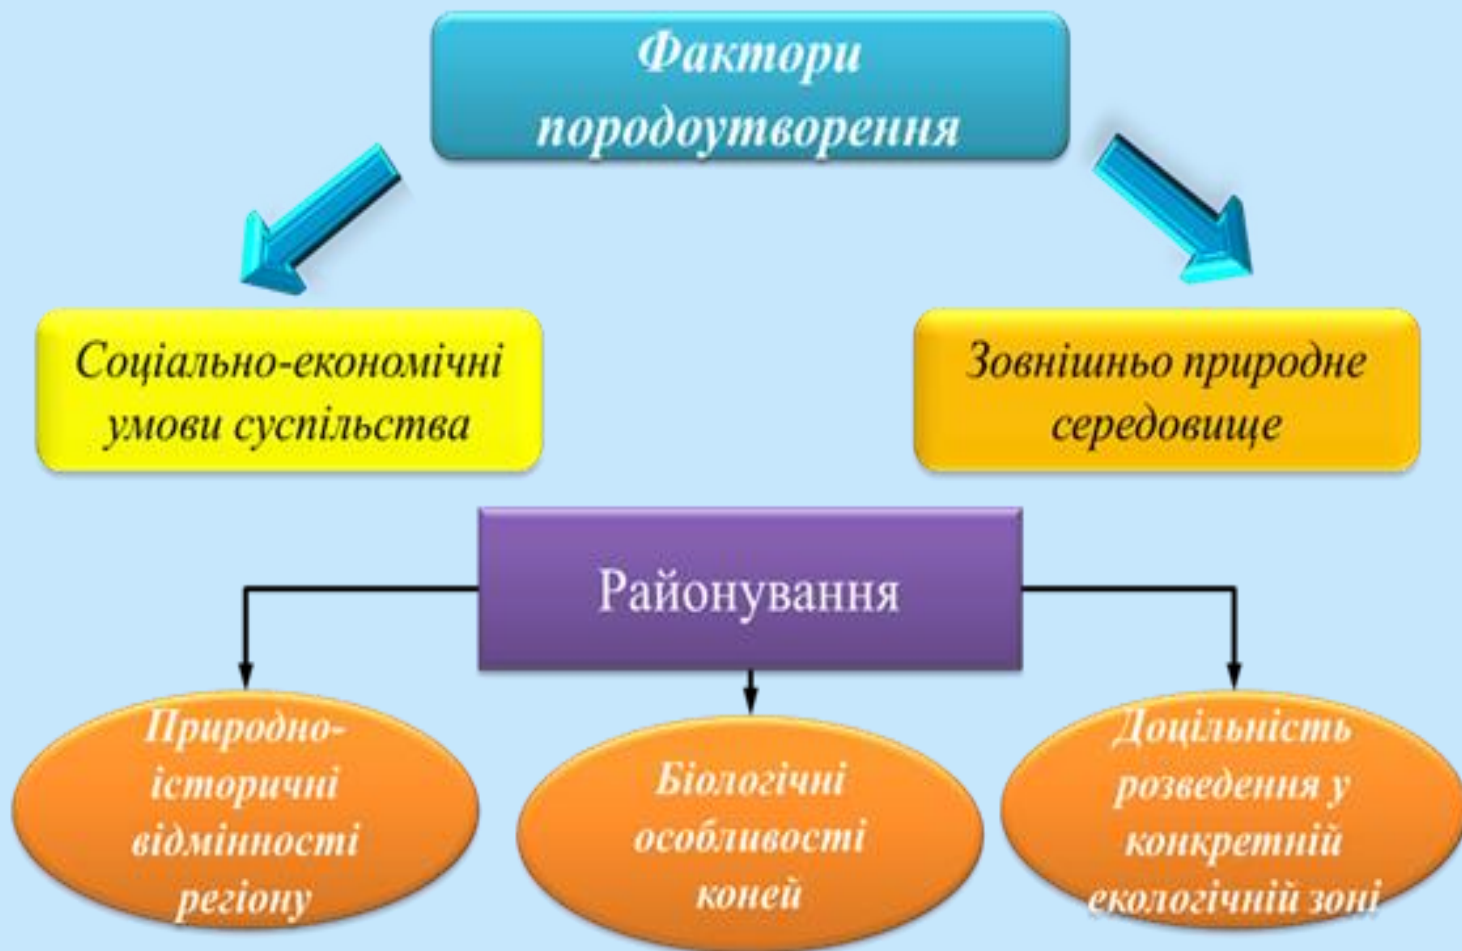 Фактори
породоутворення
Соціально-економічні
умови суспільства
Зовнішньо природне
середовище
Районування
Природно-
історичні
відмінності
регіону
Біологічні
особливості
коней
Доцільність
розведення у
конкретній
екологічній зоні